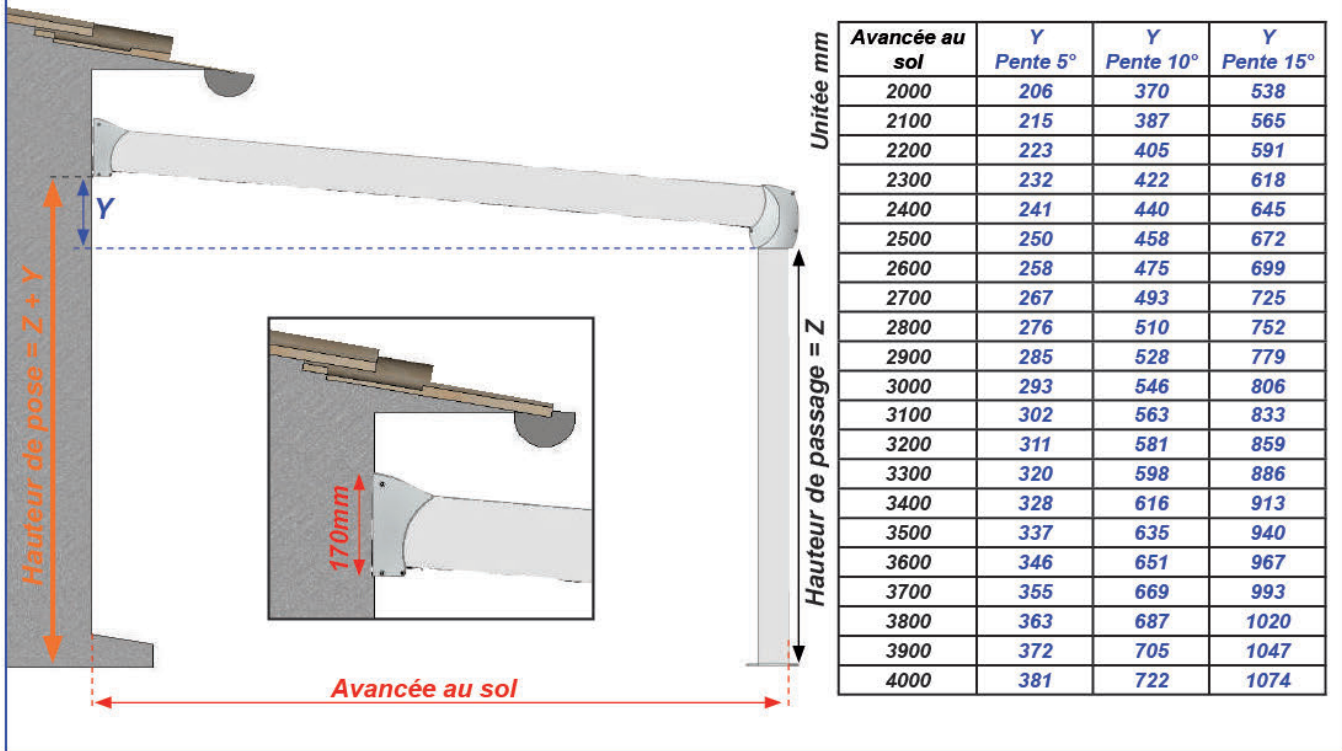 Hauteur de pose = Z + Y
Y
170mm
Avancée au sol
Hauteur de passage = Z
Unitée mm
Avancée au sol Y Pente 5° Y Pente 10° Y Pente 15°
2000 206 370 538
2100 215 387 565
2200 223 405 591
2300 232 422 618
2400 241 440 645
2500 250 458 672
2600 258 475 699
2700 267 493 725
2800 276 510 752
2900 285 528 779
3000 293 546 806
3100 302 563 833
3200 311 581 859
3300 320 598 886
3400 328 616 913
3500 337 635 940
3600 346 651 967
3700 355 669 993
3800 363 687 1020
3900 372 705 1047
4000 381 722 1074